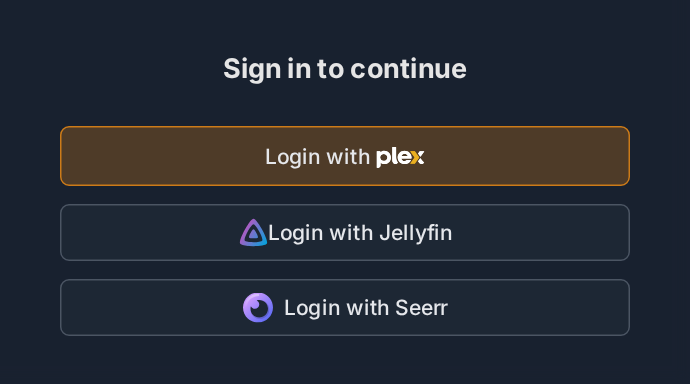 Sign in to continue
Login with plex
Login with Jellyfin
Login with Seerr